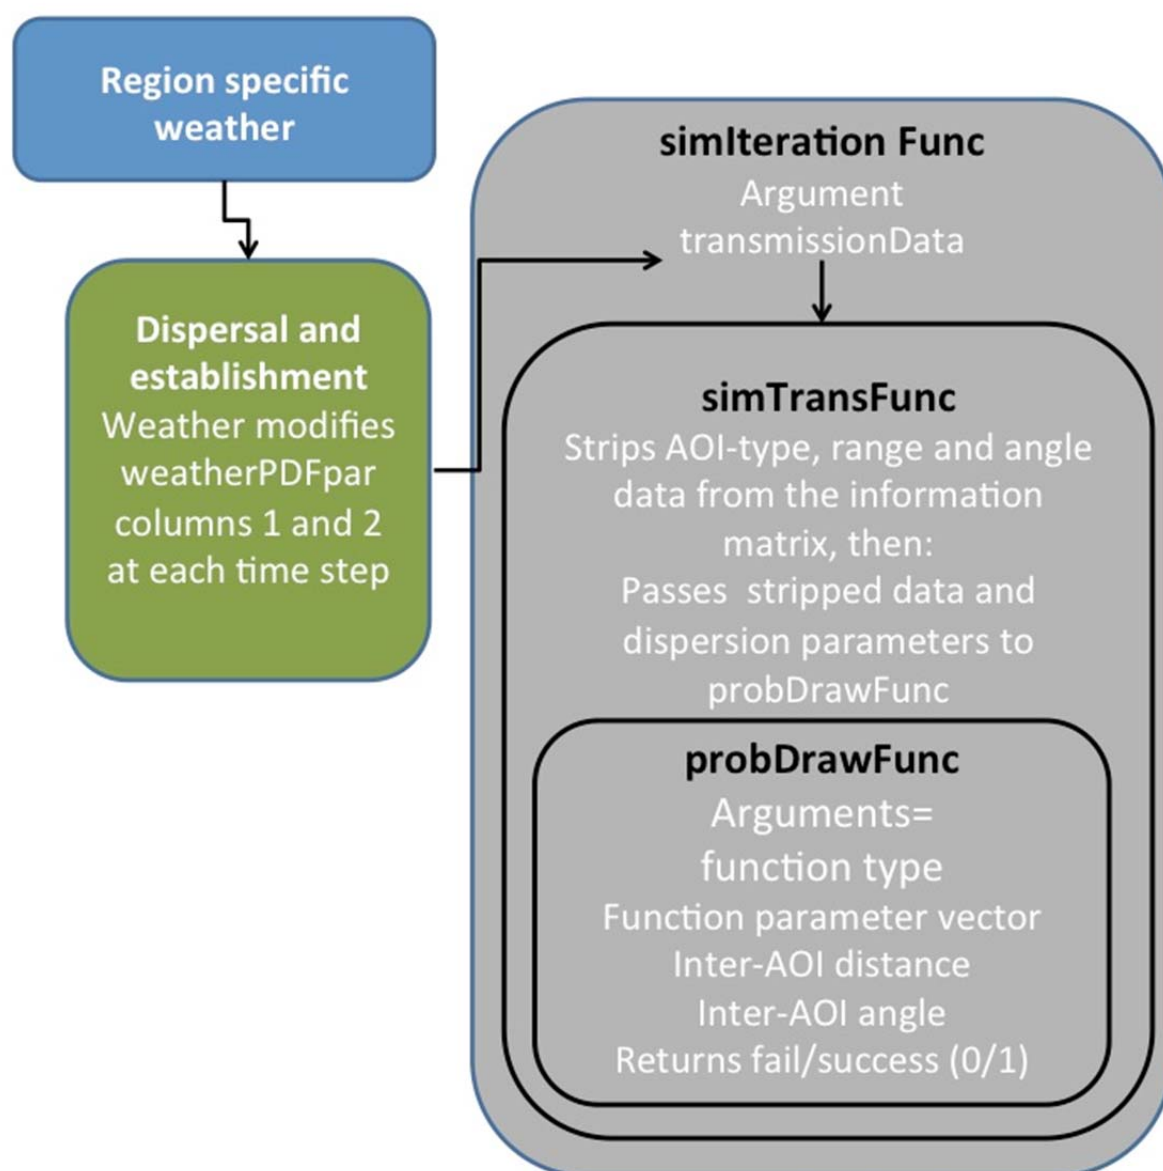 Region specific
weather
Dispersal and
establishment
Weather modifies
weatherPDFpar
columns 1 and 2
at each time step
simIteration Func
Argument
transmissionData
simTransFunc
Strips AOI-type, range and angle
data from the information
matrix, then:
Passes  stripped data and
dispersion parameters to
probDrawFunc
probDrawFunc
Arguments=
function type
Function parameter vector
Inter-AOI distance
Inter-AOI angle
Returns fail/success (0/1)